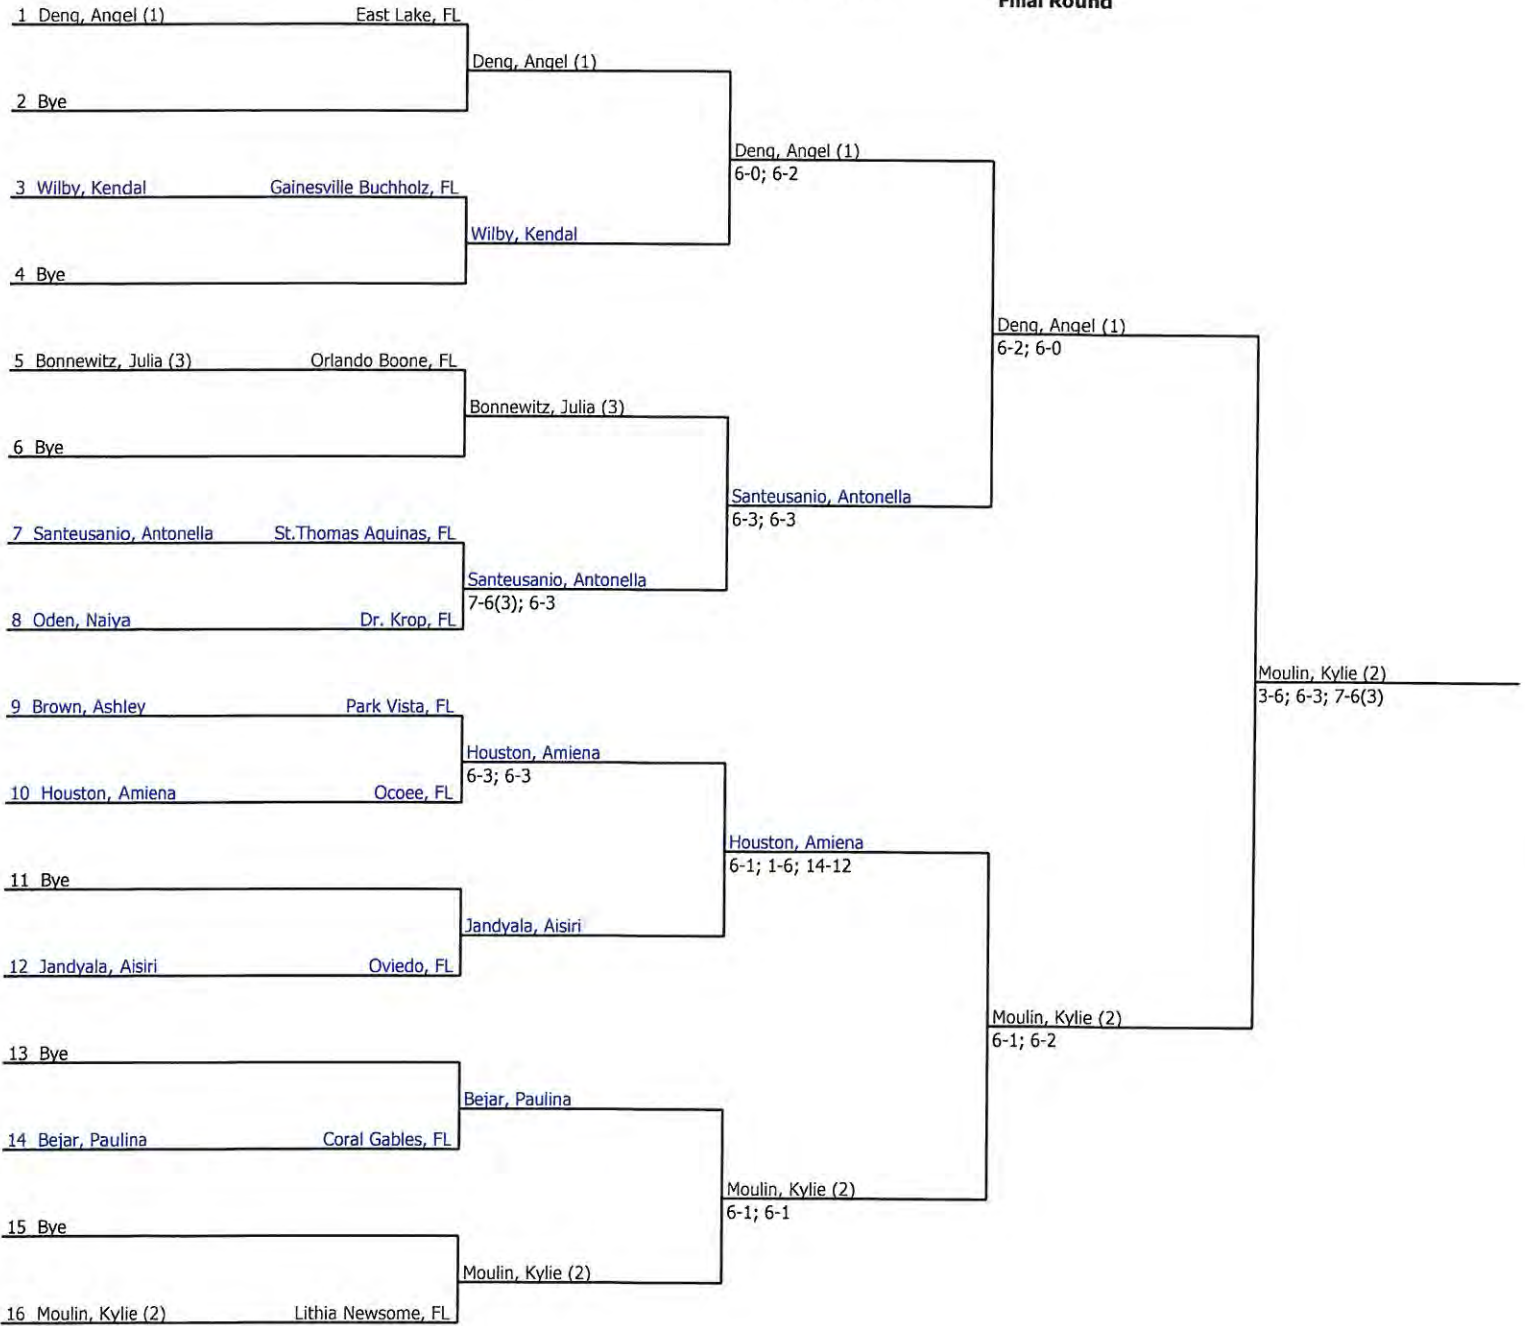 Final Round
1 Deng, Angel (1) East Lake, FL
Deng, Angel (1)
2 Bye
Deng, Angel (1)
6-0; 6-2
3 Wilby, Kendal Gainesville Buchholz, FL
Wilby, Kendal
4 Bye
Deng, Angel (1)
6-2; 6-0
5 Bonnewitz, Julia (3) Orlando Boone, FL
Bonnewitz, Julia (3)
6 Bye
Santeusanio, Antonella
6-3; 6-3
7 Santeusanio, Antonella St.Thomas Aquinas, FL
Santeusanio, Antonella
7-6(3); 6-3
8 Oden, Naiya Dr. Krop, FL
Moulin, Kylie (2)
3-6; 6-3; 7-6(3)
9 Brown, Ashley Park Vista, FL
Houston, Amiena
6-3; 6-3
10 Houston, Amiena Ocoee, FL
Houston, Amiena
6-1; 1-6; 14-12
11 Bye
Jandyala, Aisiri
12 Jandyala, Aisiri Oviedo, FL
Moulin, Kylie (2)
6-1; 6-2
13 Bye
Bejar, Paulina
14 Bejar, Paulina Coral Gables, FL
Moulin, Kylie (2)
6-1; 6-1
15 Bye
Moulin, Kylie (2)
16 Moulin, Kylie (2) Lithia Newsome, FL